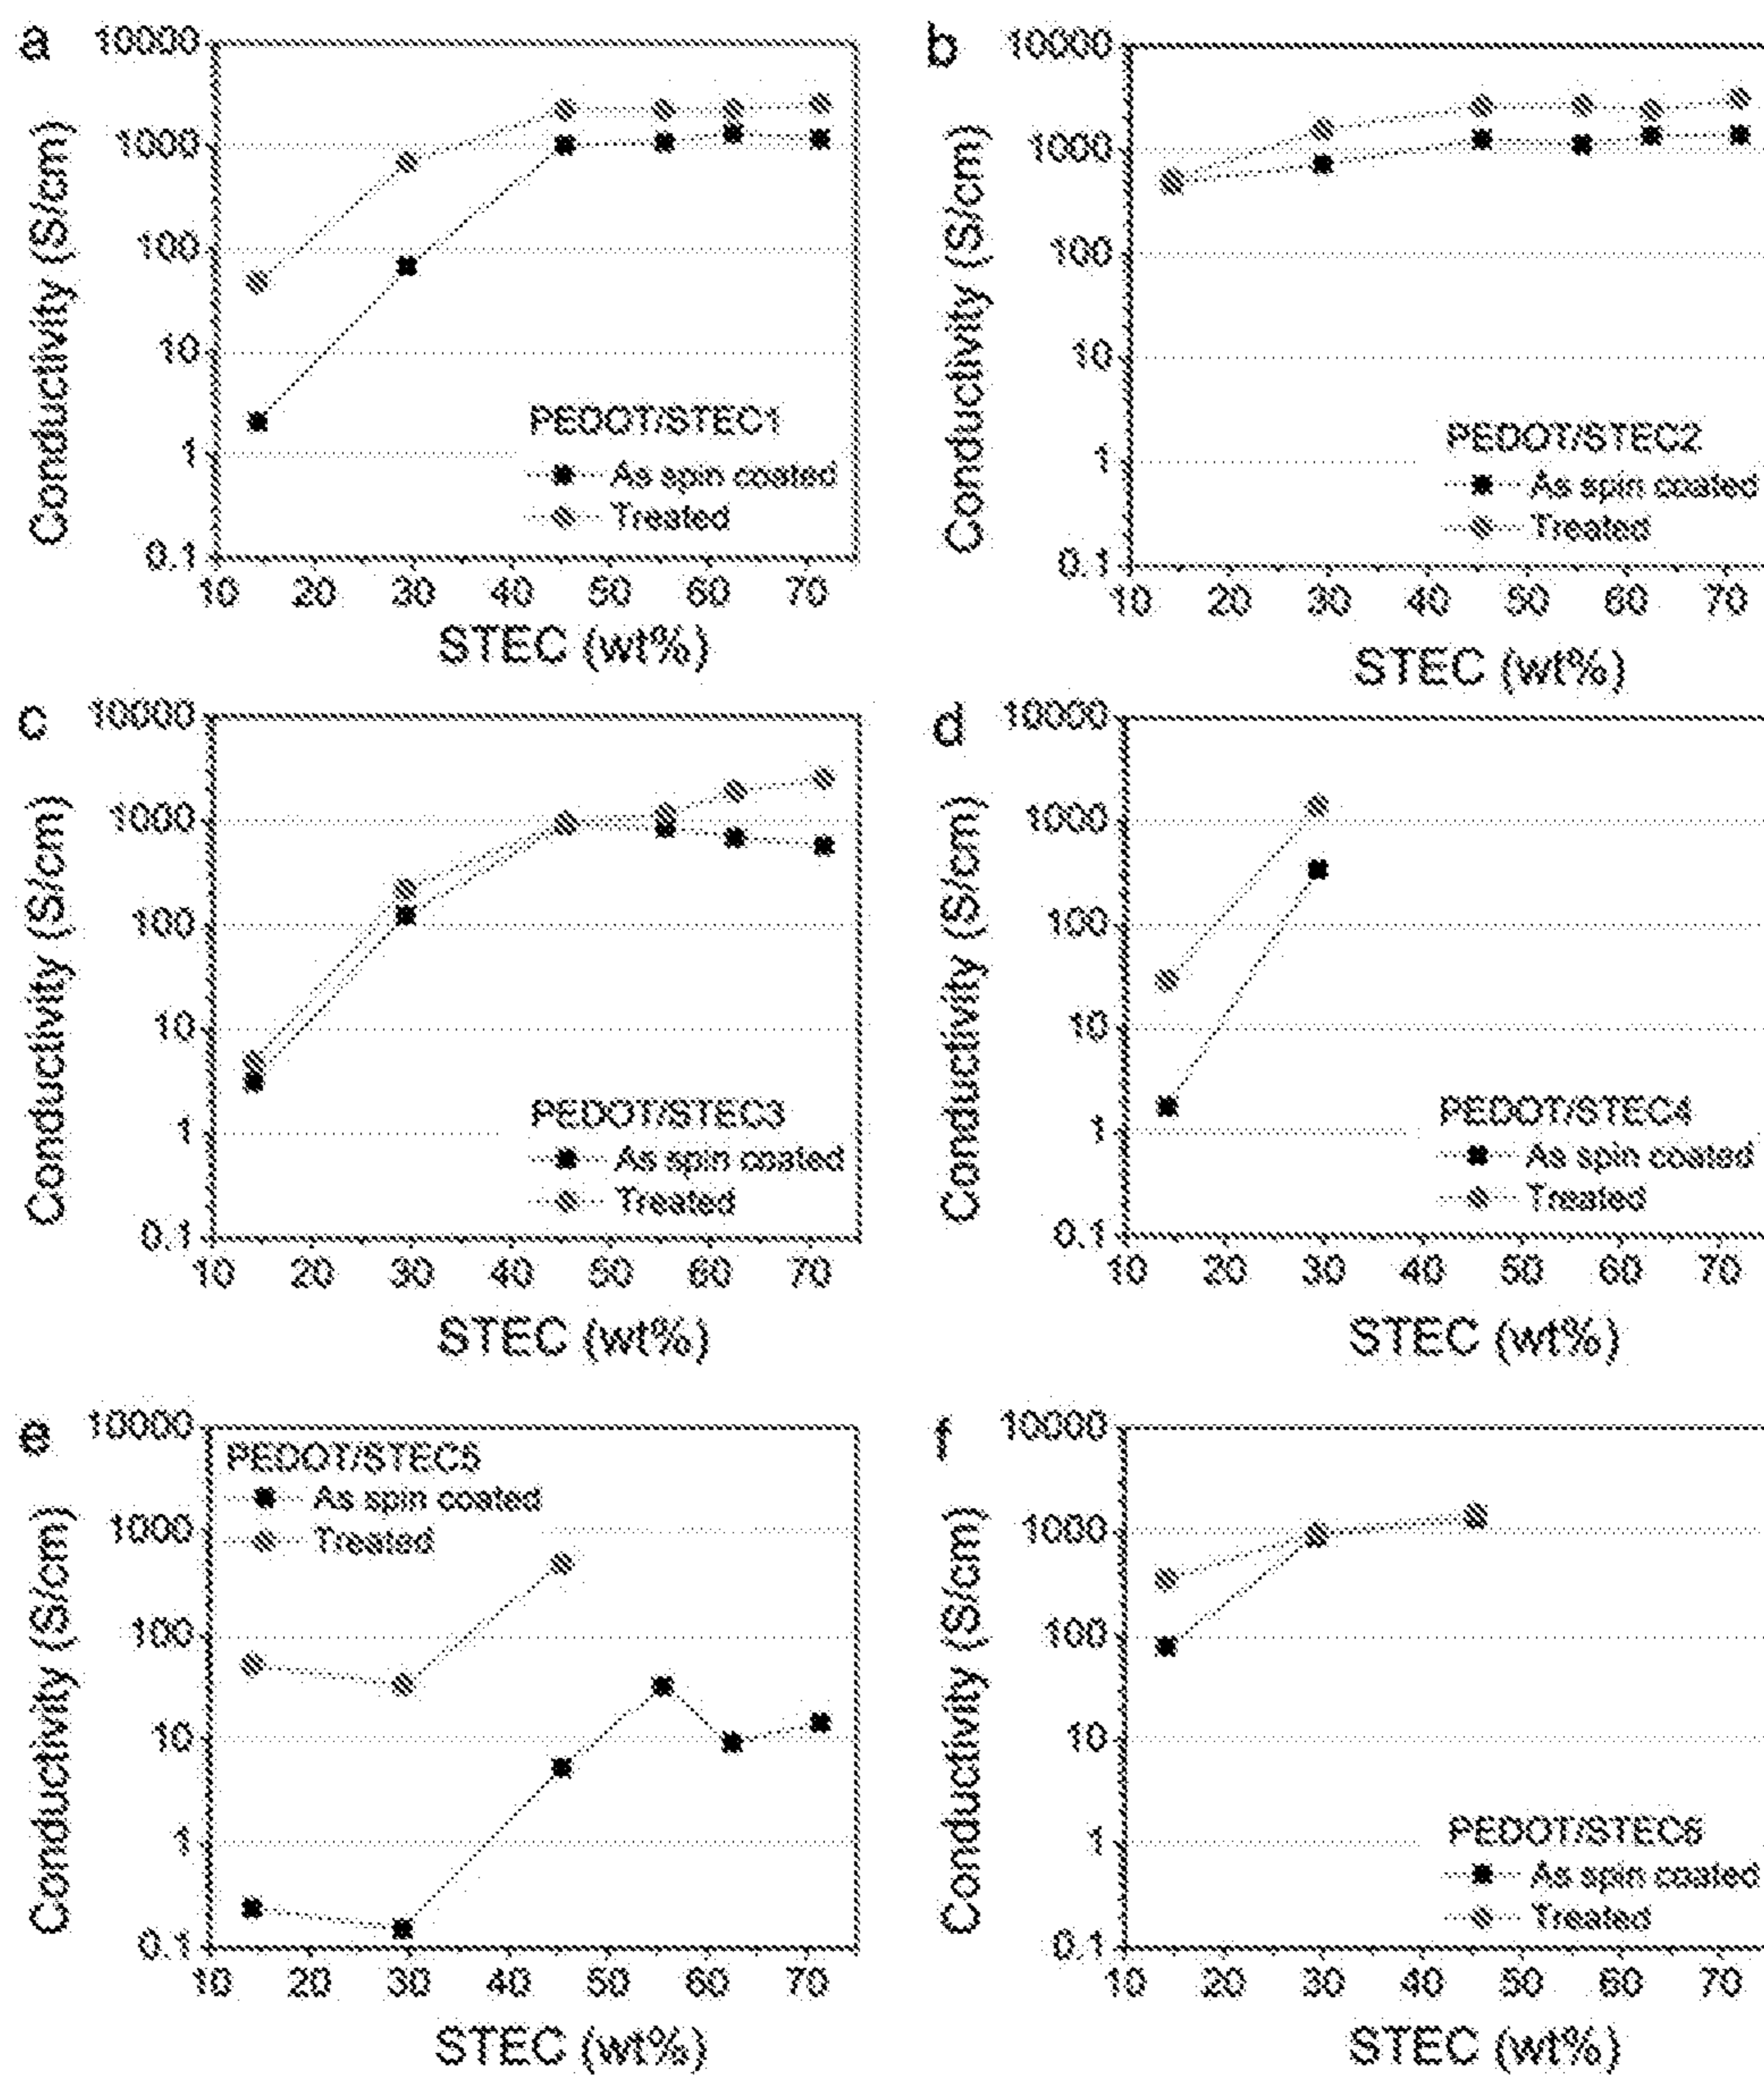 a
10000
1000
100
10
1
0.1
Conductivity (S/cm)
PEDOT/STEC1
As spin coated
Treated
10 20 30 40 50 60 70
STEC (wt%)
b
10000
1000
100
10
1
0.1
Conductivity (S/cm)
PEDOT/STEC2
As spin coated
Treated
10 20 30 40 50 60 70
STEC (wt%)
c
10000
1000
100
10
1
0.1
Conductivity (S/cm)
PEDOT/STEC3
As spin coated
Treated
10 20 30 40 50 60 70
STEC (wt%)
d
10000
1000
100
10
1
0.1
Conductivity (S/cm)
PEDOT/STEC4
As spin coated
Treated
10 20 30 40 50 60 70
STEC (wt%)
e
10000
1000
100
10
1
0.1
Conductivity (S/cm)
PEDOT/STEC5
As spin coated
Treated
10 20 30 40 50 60 70
STEC (wt%)
f
10000
1000
100
10
1
0.1
Conductivity (S/cm)
PEDOT/STEC6
As spin coated
Treated
10 20 30 40 50 60 70
STEC (wt%)